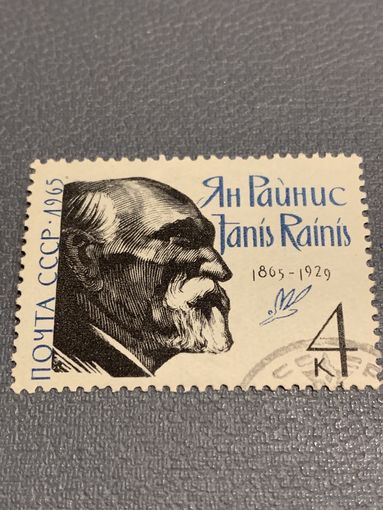 ПОЧТА СССР · 1965
Ян Райнис
Janis Rainis
1865-1929
4
К